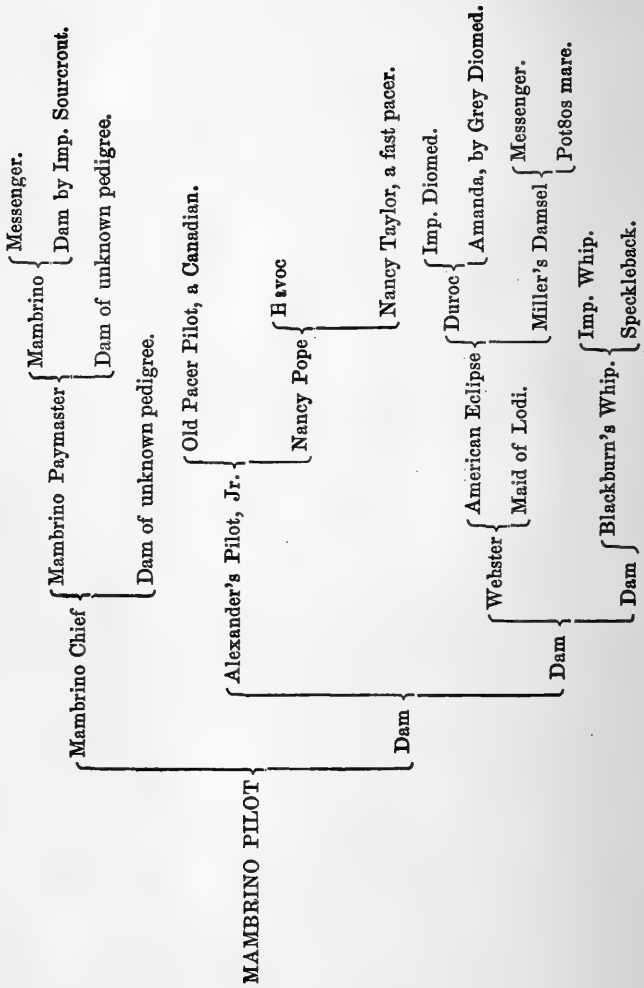 MAMBRINO PILOT
Mambrino Chief
Mambrino Paymaster
Mambrino
Messenger.
Dam by Imp. Sourcrout.
Dam of unknown pedigree.
Dam of unknown pedigree.
Dam
Alexander's Pilot, Jr.
Old Pacer Pilot, a Canadian.
Nancy Pope
Havoc
Nancy Taylor, a fast pacer.
Dam
Webster
American Eclipse
Duroc
Imp. Diomed.
Amanda, by Grey Diomed.
Miller's Damsel
Messenger.
Pot8os mare.
Maid of Lodi.
Dam
Blackburn's Whip.
Imp. Whip.
Speckleback.